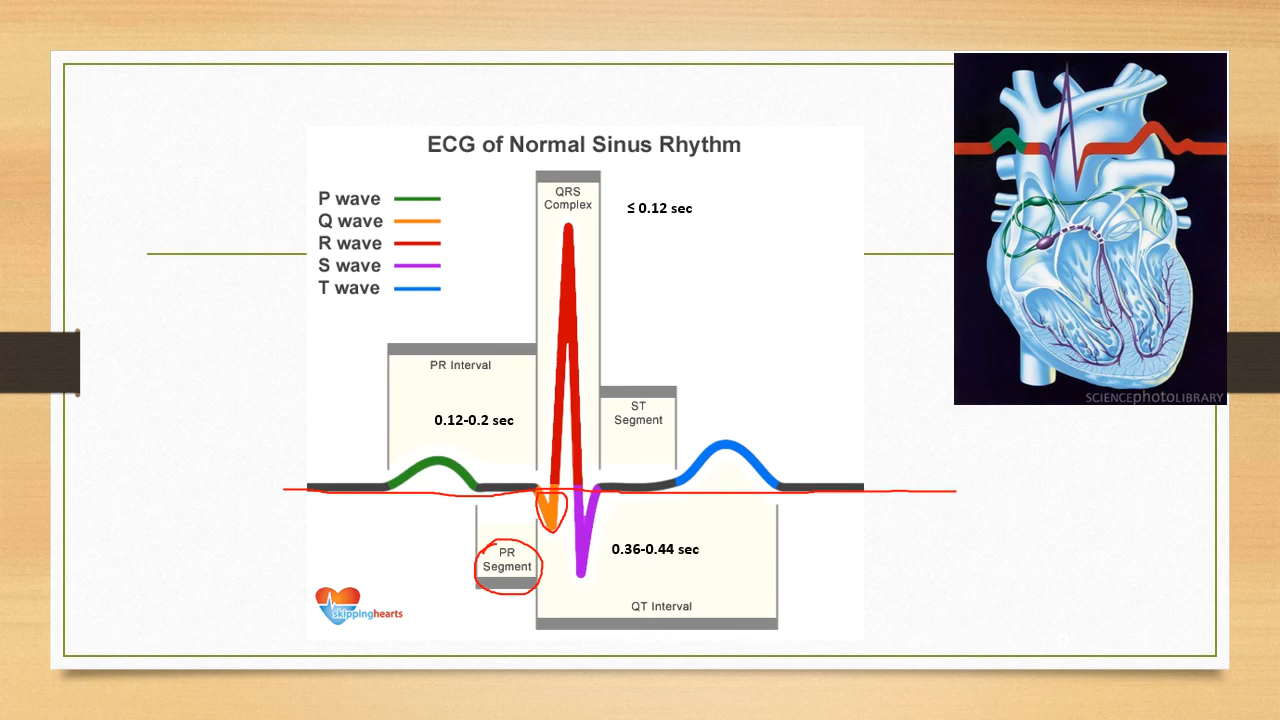 ECG of Normal Sinus Rhythm
P wave
Q wave
R wave
S wave
T wave
QRS
Complex
≤ 0.12 sec
PR Interval
0.12-0.2 sec
ST
Segment
PR
Segment
0.36-0.44 sec
QT Interval
skippinghearts
SCIENCEphotoLIBRARY